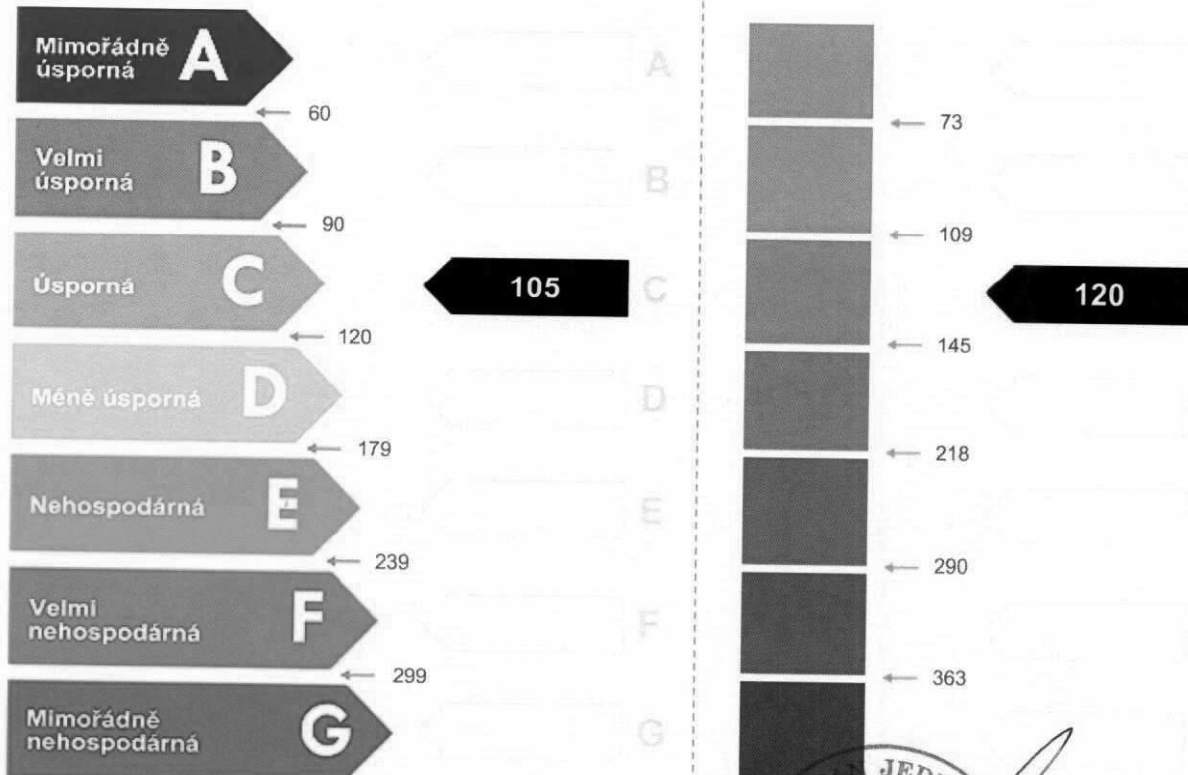 Mimořádně
úsporná
A
60
Velmi
úsporná
B
90
Úsporná
C
120
Méně úsporná
D
179
Nehospodárná
E
239
Velmi
nehospodárná
F
299
Mimořádně
nehospodárná
G
A
B
105
C
D
E
F
G
73
109
120
145
218
290
363